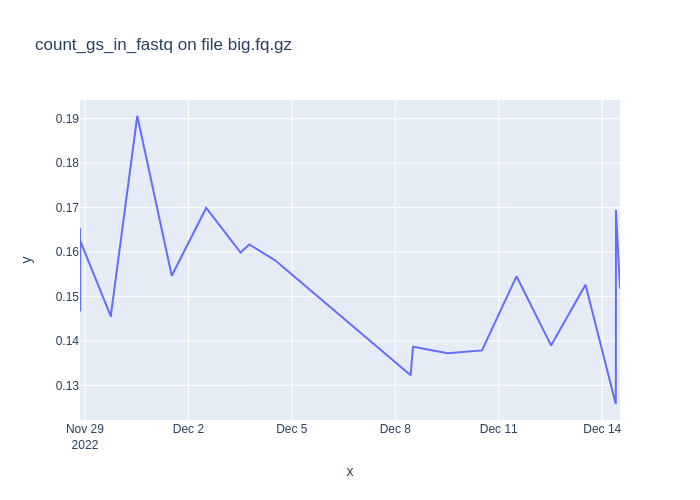 count_gs_in_fastq on file big.fq.gz
0.19
0.18
0.17
0.16
0.15
0.14
0.13
y
Nov 29
2022
Dec 2
Dec 5
Dec 8
Dec 11
Dec 14
x